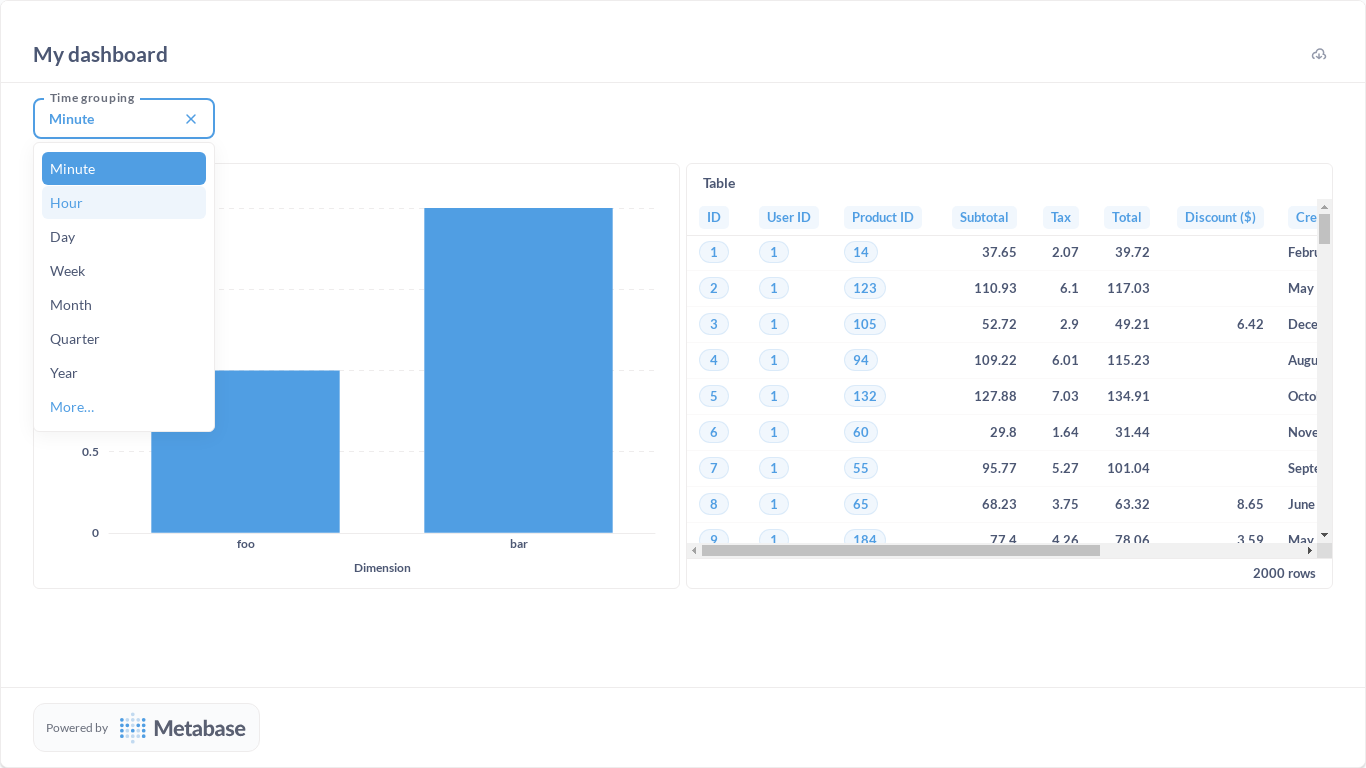 My dashboard
Time grouping
Minute
Minute
Hour
Day
Week
Month
Quarter
Year
More…
0.5
0
foo
bar
Dimension
Table
ID User ID Product ID Subtotal Tax Total Discount ($) Cre
1 1 14 37.65 2.07 39.72 Febru
2 1 123 110.93 6.1 117.03 May
3 1 105 52.72 2.9 49.21 6.42 Dece
4 1 94 109.22 6.01 115.23 Augu
5 1 132 127.88 7.03 134.91 Octo
6 1 60 29.8 1.64 31.44 Nove
7 1 55 95.77 5.27 101.04 Septe
8 1 65 68.23 3.75 63.32 8.65 June
9 1 184 77.4 4.26 78.06 3.59 May
2000 rows
Powered by Metabase